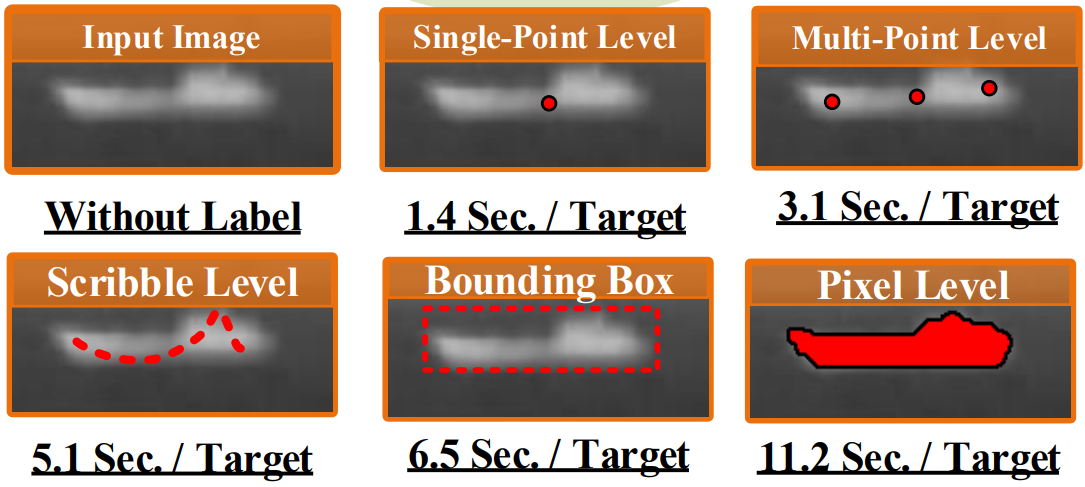 Input Image
Single-Point Level
Multi-Point Level
Without Label
1.4 Sec. / Target
3.1 Sec. / Target
Scribble Level
Bounding Box
Pixel Level
5.1 Sec. / Target
6.5 Sec. / Target
11.2 Sec. / Target